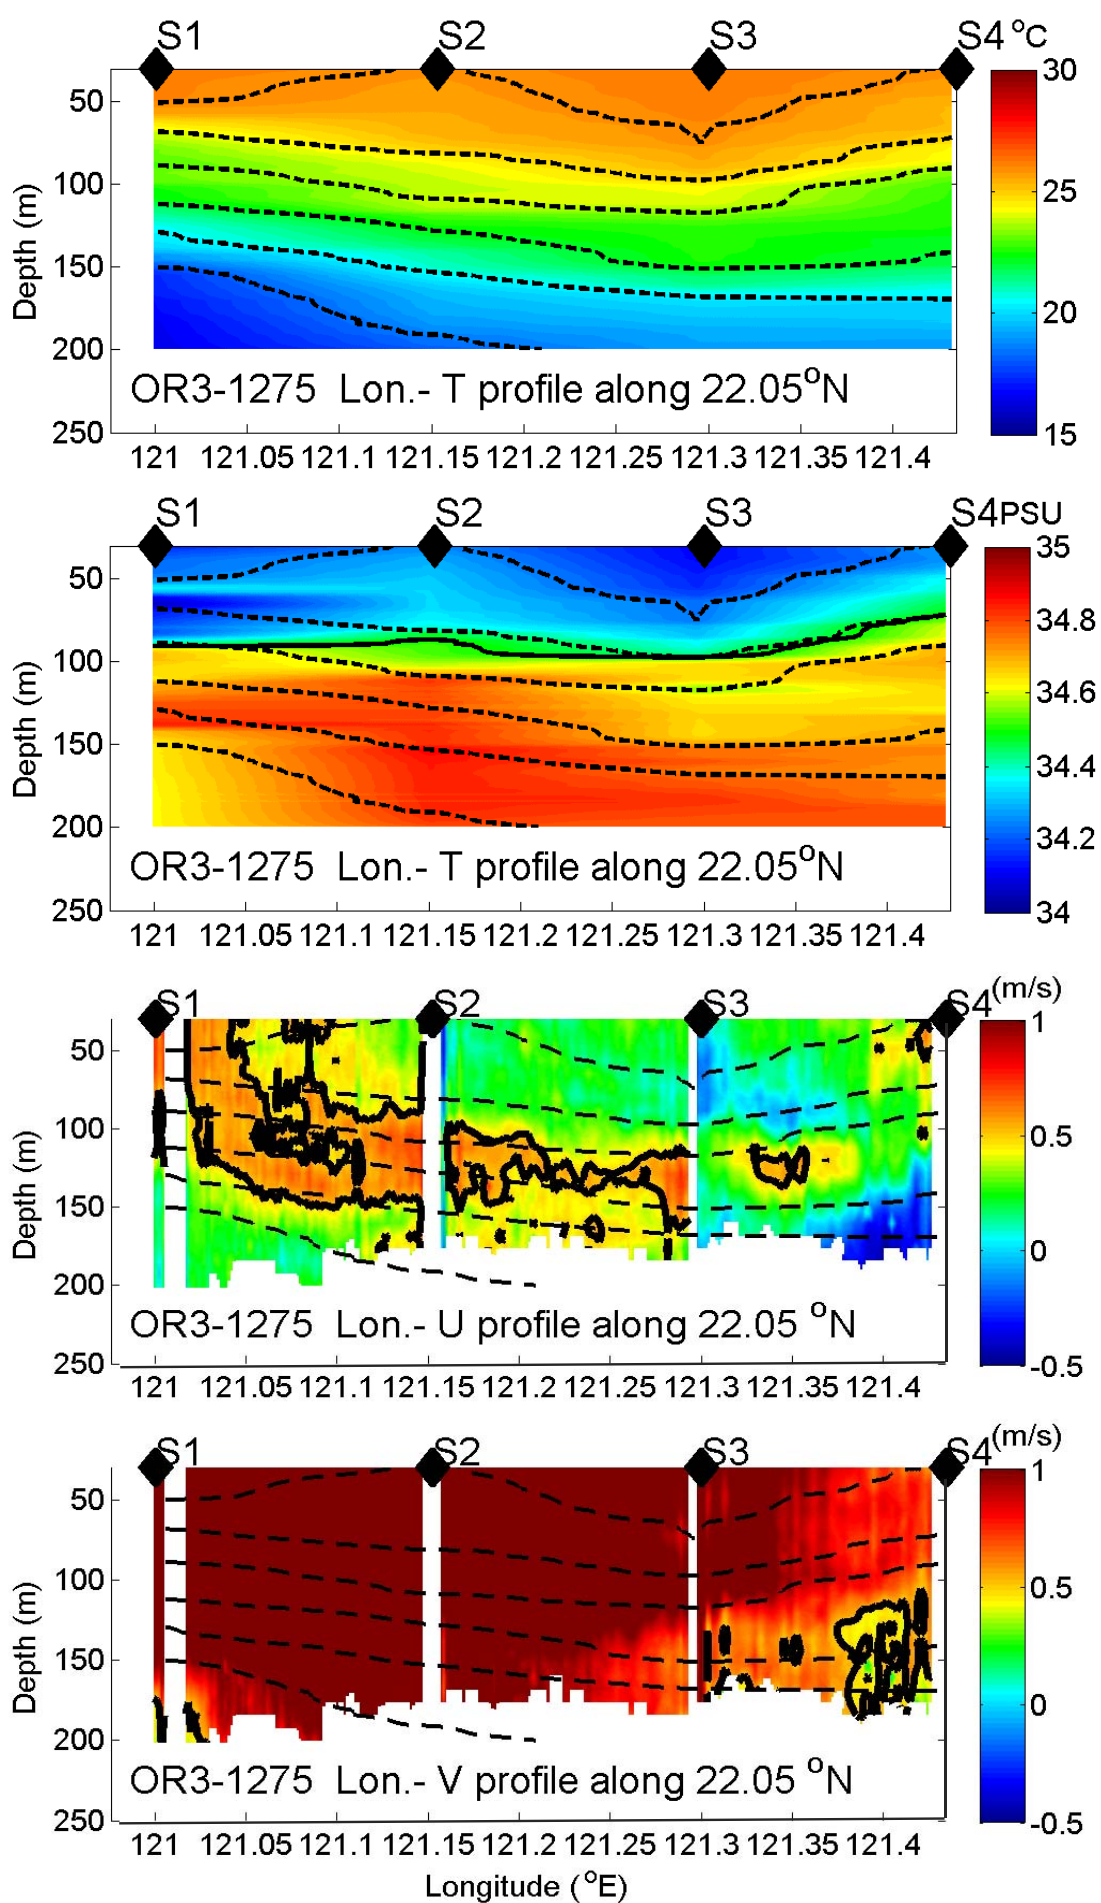 S1 S2 S3 S4 °C
50
100
150
200
250
Depth (m)
30
25
20
15
OR3-1275 Lon.- T profile along 22.05°N
121 121.05 121.1 121.15 121.2 121.25 121.3 121.35 121.4
S1 S2 S3 S4 PSU
50
100
150
200
250
Depth (m)
35
34.8
34.6
34.4
34.2
34
OR3-1275 Lon.- T profile along 22.05°N
121 121.05 121.1 121.15 121.2 121.25 121.3 121.35 121.4
S1 S2 S3 S4 (m/s)
50
100
150
200
250
Depth (m)
1
0.5
0
-0.5
OR3-1275 Lon.- U profile along 22.05 °N
121 121.05 121.1 121.15 121.2 121.25 121.3 121.35 121.4
S1 S2 S3 S4 (m/s)
50
100
150
200
250
Depth (m)
1
0.5
0
-0.5
OR3-1275 Lon.- V profile along 22.05 °N
121 121.05 121.1 121.15 121.2 121.25 121.3 121.35 121.4
Longitude (°E)